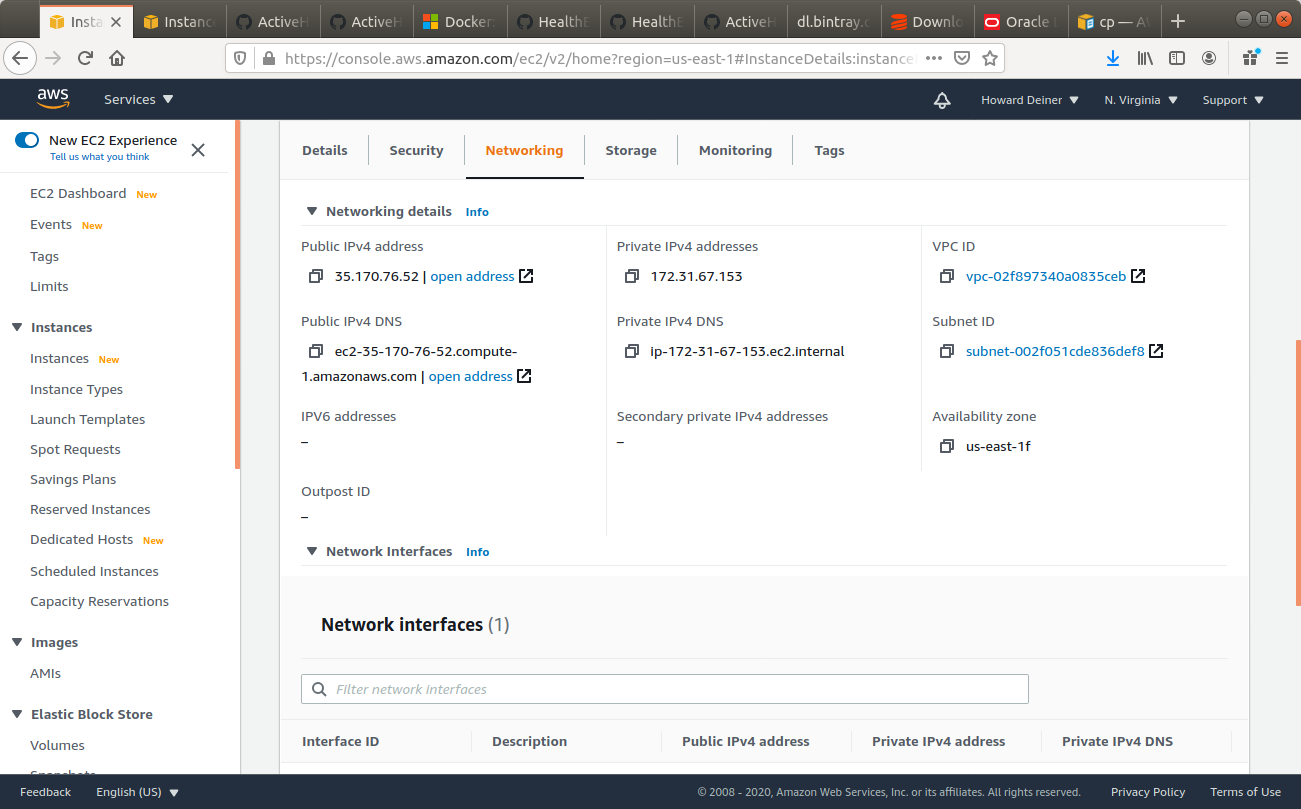 Insta
Instanc
ActiveH
ActiveH
Docker:
HealthE
HealthE
ActiveH
dl.bintray.c
Downlo
Oracle
cp — A
https://console.aws.amazon.com/ec2/v2/home?region=us-east-1#InstanceDetails:instanceI
aws
Services
Howard Deiner
N. Virginia
Support
New EC2 Experience
Tell us what you think
EC2 Dashboard New
Events New
Tags
Limits
Instances
Instances New
Instance Types
Launch Templates
Spot Requests
Savings Plans
Reserved Instances
Dedicated Hosts New
Scheduled Instances
Capacity Reservations
Images
AMIs
Elastic Block Store
Volumes
Snapshots
Details
Security
Networking
Storage
Monitoring
Tags
Networking details Info
Public IPv4 address
35.170.76.52 | open address
Private IPv4 addresses
172.31.67.153
VPC ID
vpc-02f897340a0835ceb
Public IPv4 DNS
ec2-35-170-76-52.compute-
1.amazonaws.com | open address
Private IPv4 DNS
ip-172-31-67-153.ec2.internal
Subnet ID
subnet-002f051cde836def8
IPV6 addresses
–
Secondary private IPv4 addresses
–
Availability zone
us-east-1f
Outpost ID
–
Network Interfaces Info
Network interfaces (1)
Filter network interfaces
Interface ID
Description
Public IPv4 address
Private IPv4 address
Private IPv4 DNS
Feedback
English (US)
© 2008 - 2020, Amazon Web Services, Inc. or its affiliates. All rights reserved.
Privacy Policy
Terms of Use